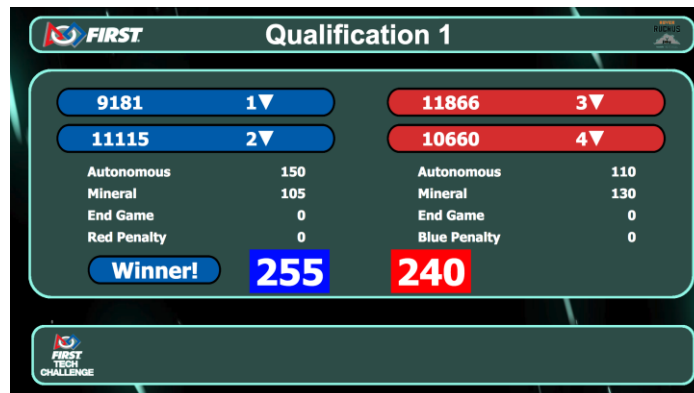 FIRST
Qualification 1
RUCKUS
9181 1▼
11115 2▼
Autonomous 150
Mineral 105
End Game 0
Red Penalty 0
11866 3▼
10660 4▼
Autonomous 110
Mineral 130
End Game 0
Blue Penalty 0
Winner! 255 240
FIRST
TECH
CHALLENGE